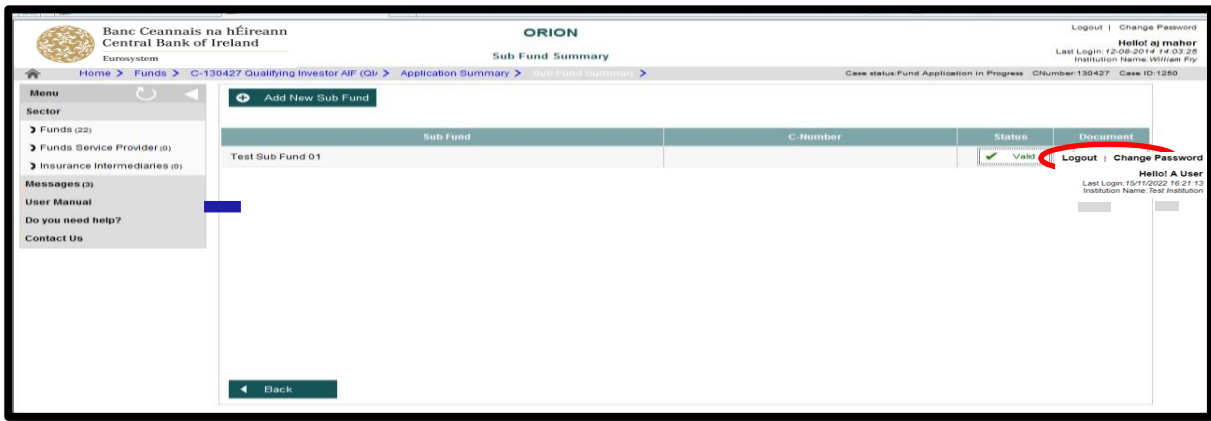 Banc Ceannais na hÉireann
Central Bank of Ireland
Eurosystem
ORION
Sub Fund Summary
Logout | Change Password
Hello! aj maher
Last Login:12-08-2014 14:03:25
Institution Name:William Fry
Home > Funds > C-130427 Qualifying Investor AIF (QI/ > Application Summary > Sub Fund Summary >
Case status:Fund Application in Progress CNumber:130427 Case ID:1280
Menu
Sector
Funds (22)
Funds Service Provider (0)
Insurance Intermediaries (0)
Messages (3)
User Manual
Do you need help?
Contact Us
Add New Sub Fund
Sub Fund C-Number Status Document
Test Sub Fund 01 Valid
Logout | Change Password
Hello! A User
Last Login:15/11/2022 16:21:13
Institution Name:Test Institution
Back